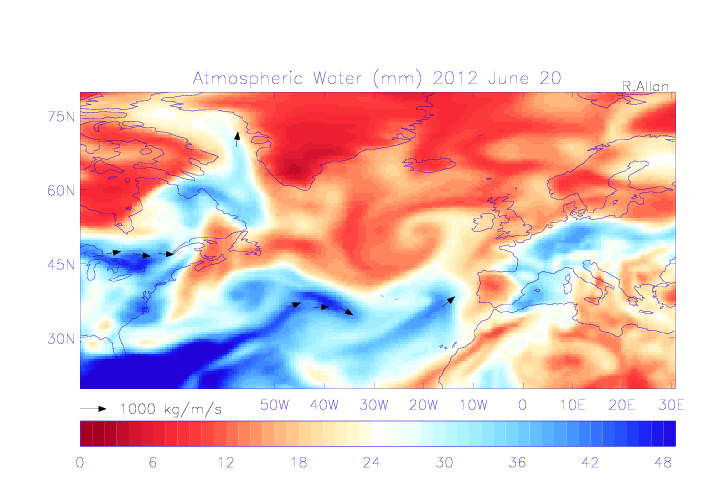 Atmospheric Water (mm) 2012 June 20
R.Allan
75N
60N
45N
30N
50W 40W 30W 20W 10W 0 10E 20E 30E
1000 kg/m/s
0 6 12 18 24 30 36 42 48